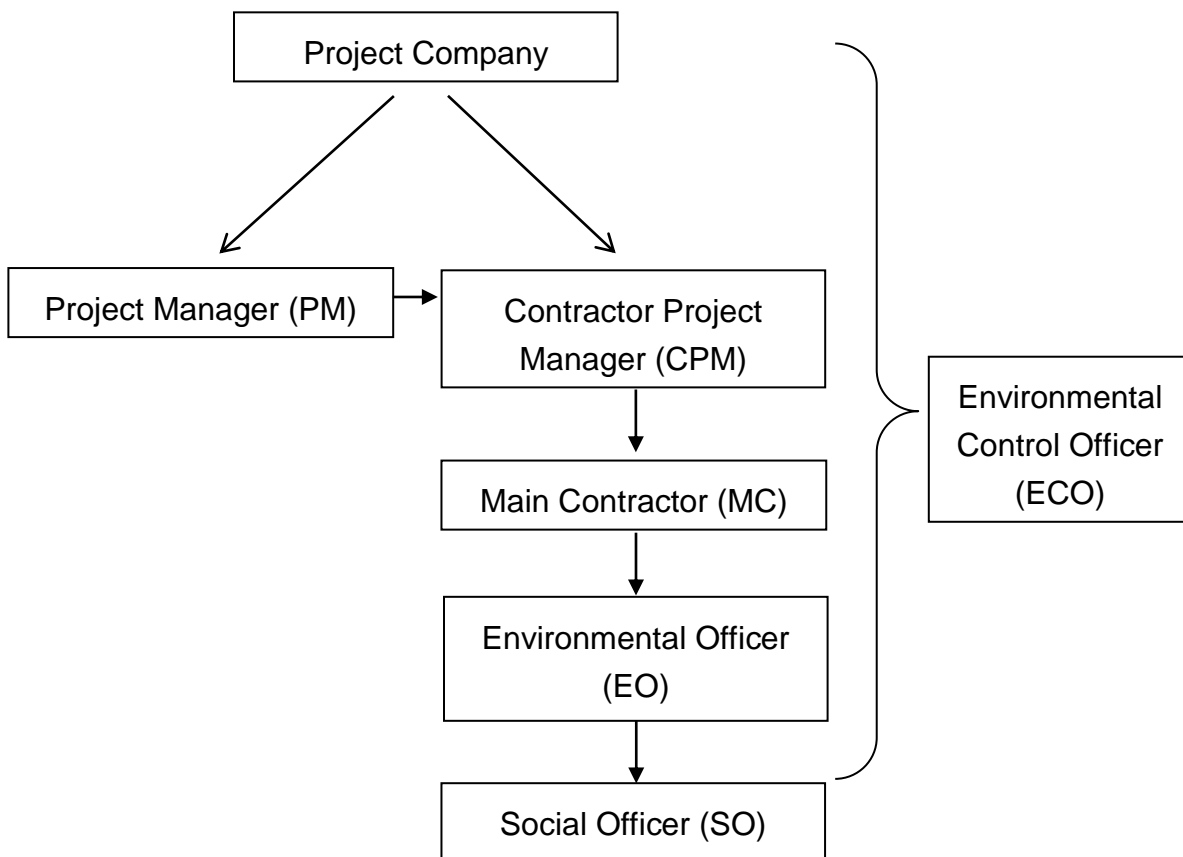 Project Company
Project Manager (PM)
Contractor Project
Manager (CPM)
Environmental
Control Officer
(ECO)
Main Contractor (MC)
Environmental Officer
(EO)
Social Officer (SO)